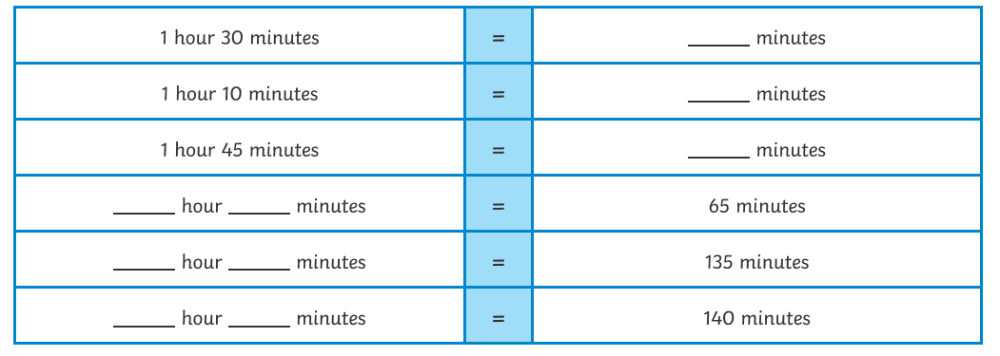 1 hour 30 minutes = ______ minutes
1 hour 10 minutes = ______ minutes
1 hour 45 minutes = ______ minutes
______ hour ______ minutes = 65 minutes
______ hour ______ minutes = 135 minutes
______ hour ______ minutes = 140 minutes